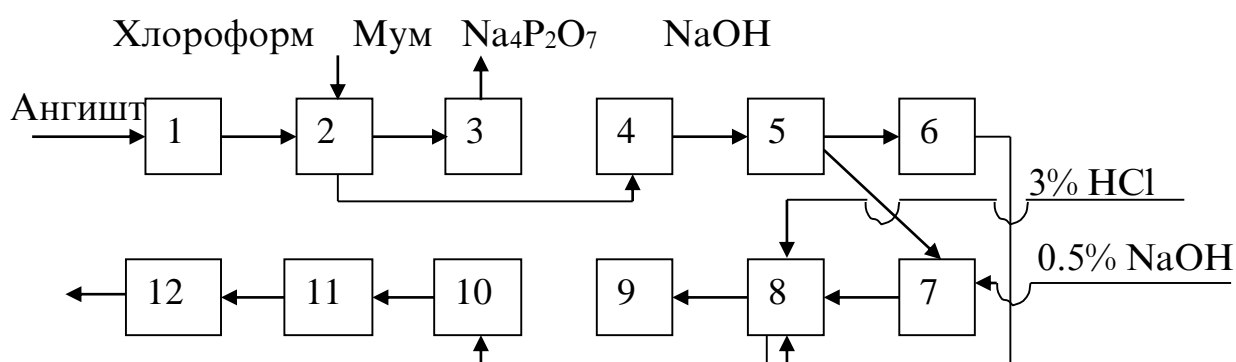 Хлороформ Мум Na₄P₂O₇ NaOH
Ангишт
1 2 3 4 5 6
3% HCl
0.5% NaOH
12 11 10 9 8 7